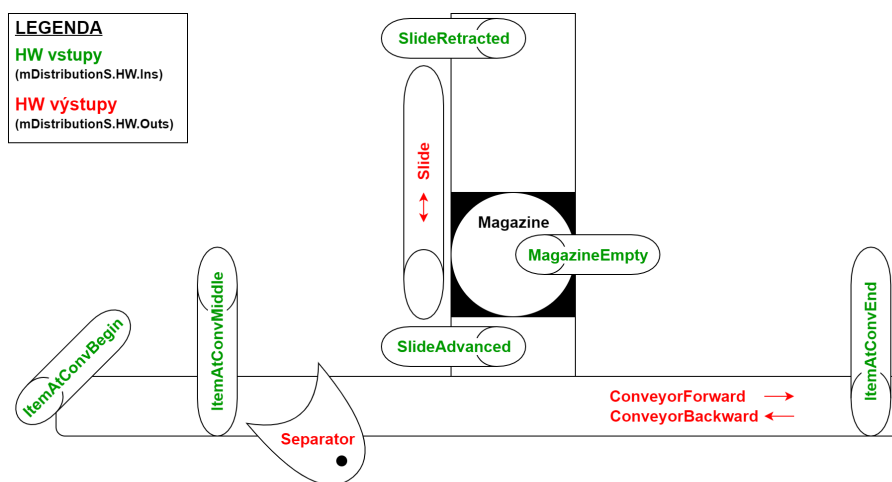 LEGENDA
HW vstupy
(mDistributionS.HW.Ins)
HW výstupy
(mDistributionS.HW.Outs)
SlideRetracted
Slide
Magazine
MagazineEmpty
SlideAdvanced
ItemAtConvBegin
ItemAtConvMiddle
Separator
ConveyorForward
ConveyorBackward
ItemAtConvEnd